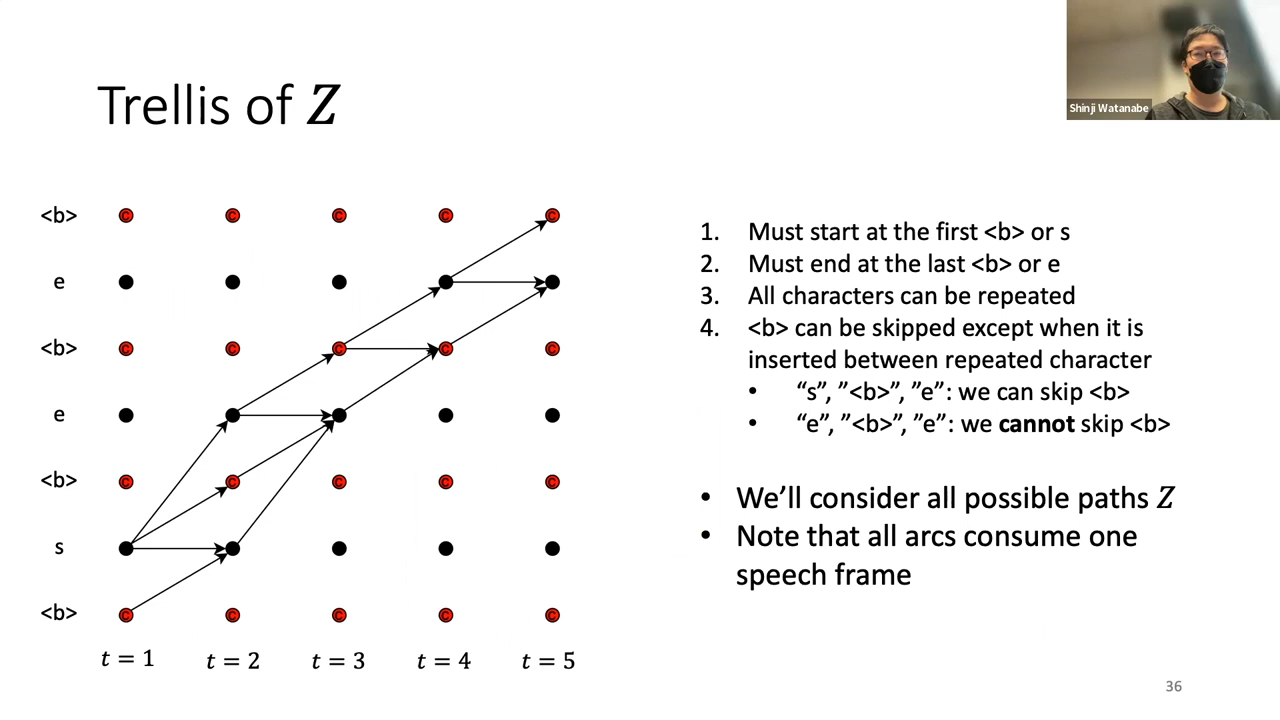 Shinji Watanabe
Trellis of Z
<b>
e
<b>
e
<b>
s
<b>
t = 1 t = 2 t = 3 t = 4 t = 5
1. Must start at the first <b> or s
2. Must end at the last <b> or e
3. All characters can be repeated
4. <b> can be skipped except when it is
inserted between repeated character
• “s”, ”<b>”, ”e”: we can skip <b>
• “e”, ”<b>”, ”e”: we cannot skip <b>
• We’ll consider all possible paths Z
• Note that all arcs consume one
speech frame
36